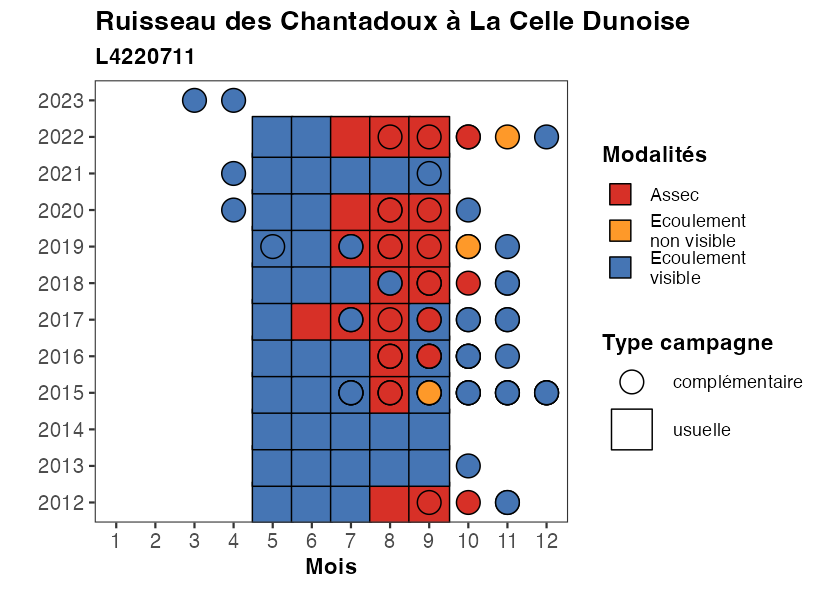 Ruisseau des Chantadoux à La Celle Dunoise
L4220711
2023
2022
2021
2020
2019
2018
2017
2016
2015
2014
2013
2012
1 2 3 4 5 6 7 8 9 10 11 12
Mois
Modalités
Assec
Ecoulement
non visible
Ecoulement
visible
Type campagne
complémentaire
usuelle